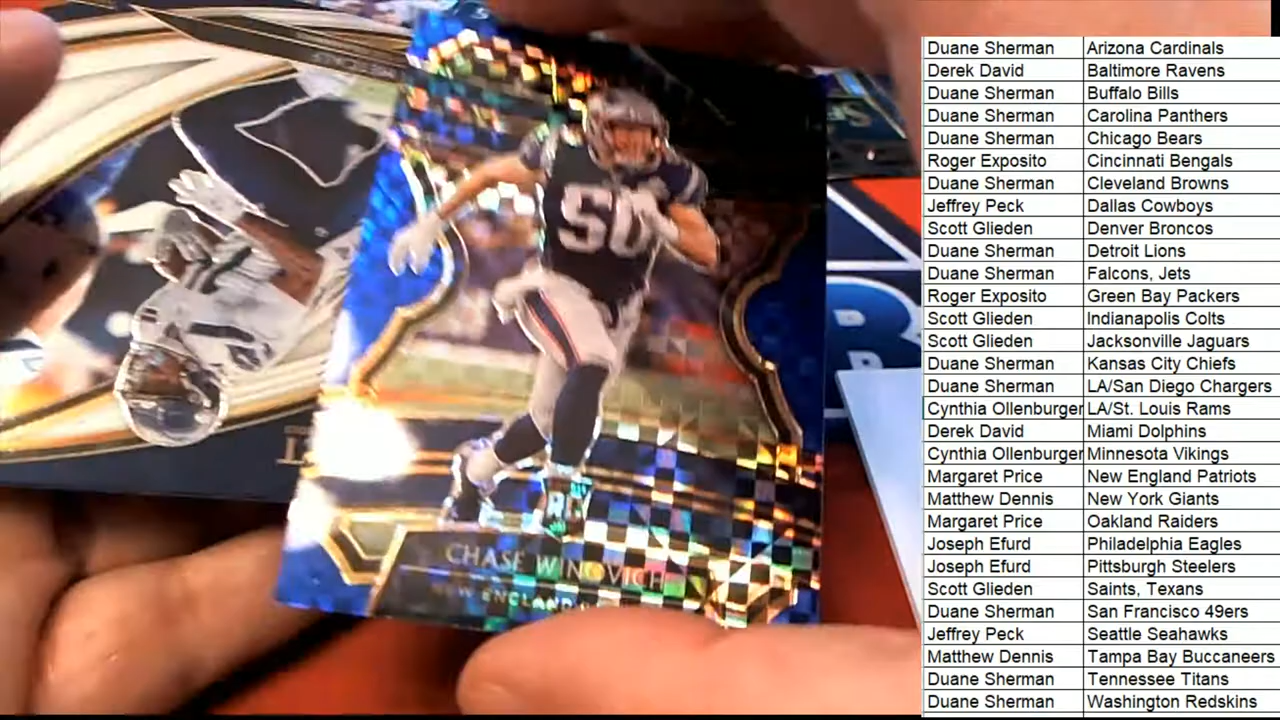 50
RC
CHASE WINOVICH
NEW ENGLAND
Duane Sherman Arizona Cardinals
Derek David Baltimore Ravens
Duane Sherman Buffalo Bills
Duane Sherman Carolina Panthers
Duane Sherman Chicago Bears
Roger Exposito Cincinnati Bengals
Duane Sherman Cleveland Browns
Jeffrey Peck Dallas Cowboys
Scott Glieden Denver Broncos
Duane Sherman Detroit Lions
Duane Sherman Falcons, Jets
Roger Exposito Green Bay Packers
Scott Glieden Indianapolis Colts
Scott Glieden Jacksonville Jaguars
Duane Sherman Kansas City Chiefs
Duane Sherman LA/San Diego Chargers
Cynthia Ollenburger LA/St. Louis Rams
Derek David Miami Dolphins
Cynthia Ollenburger Minnesota Vikings
Margaret Price New England Patriots
Matthew Dennis New York Giants
Margaret Price Oakland Raiders
Joseph Efurd Philadelphia Eagles
Joseph Efurd Pittsburgh Steelers
Scott Glieden Saints, Texans
Duane Sherman San Francisco 49ers
Jeffrey Peck Seattle Seahawks
Matthew Dennis Tampa Bay Buccaneers
Duane Sherman Tennessee Titans
Duane Sherman Washington Redskins